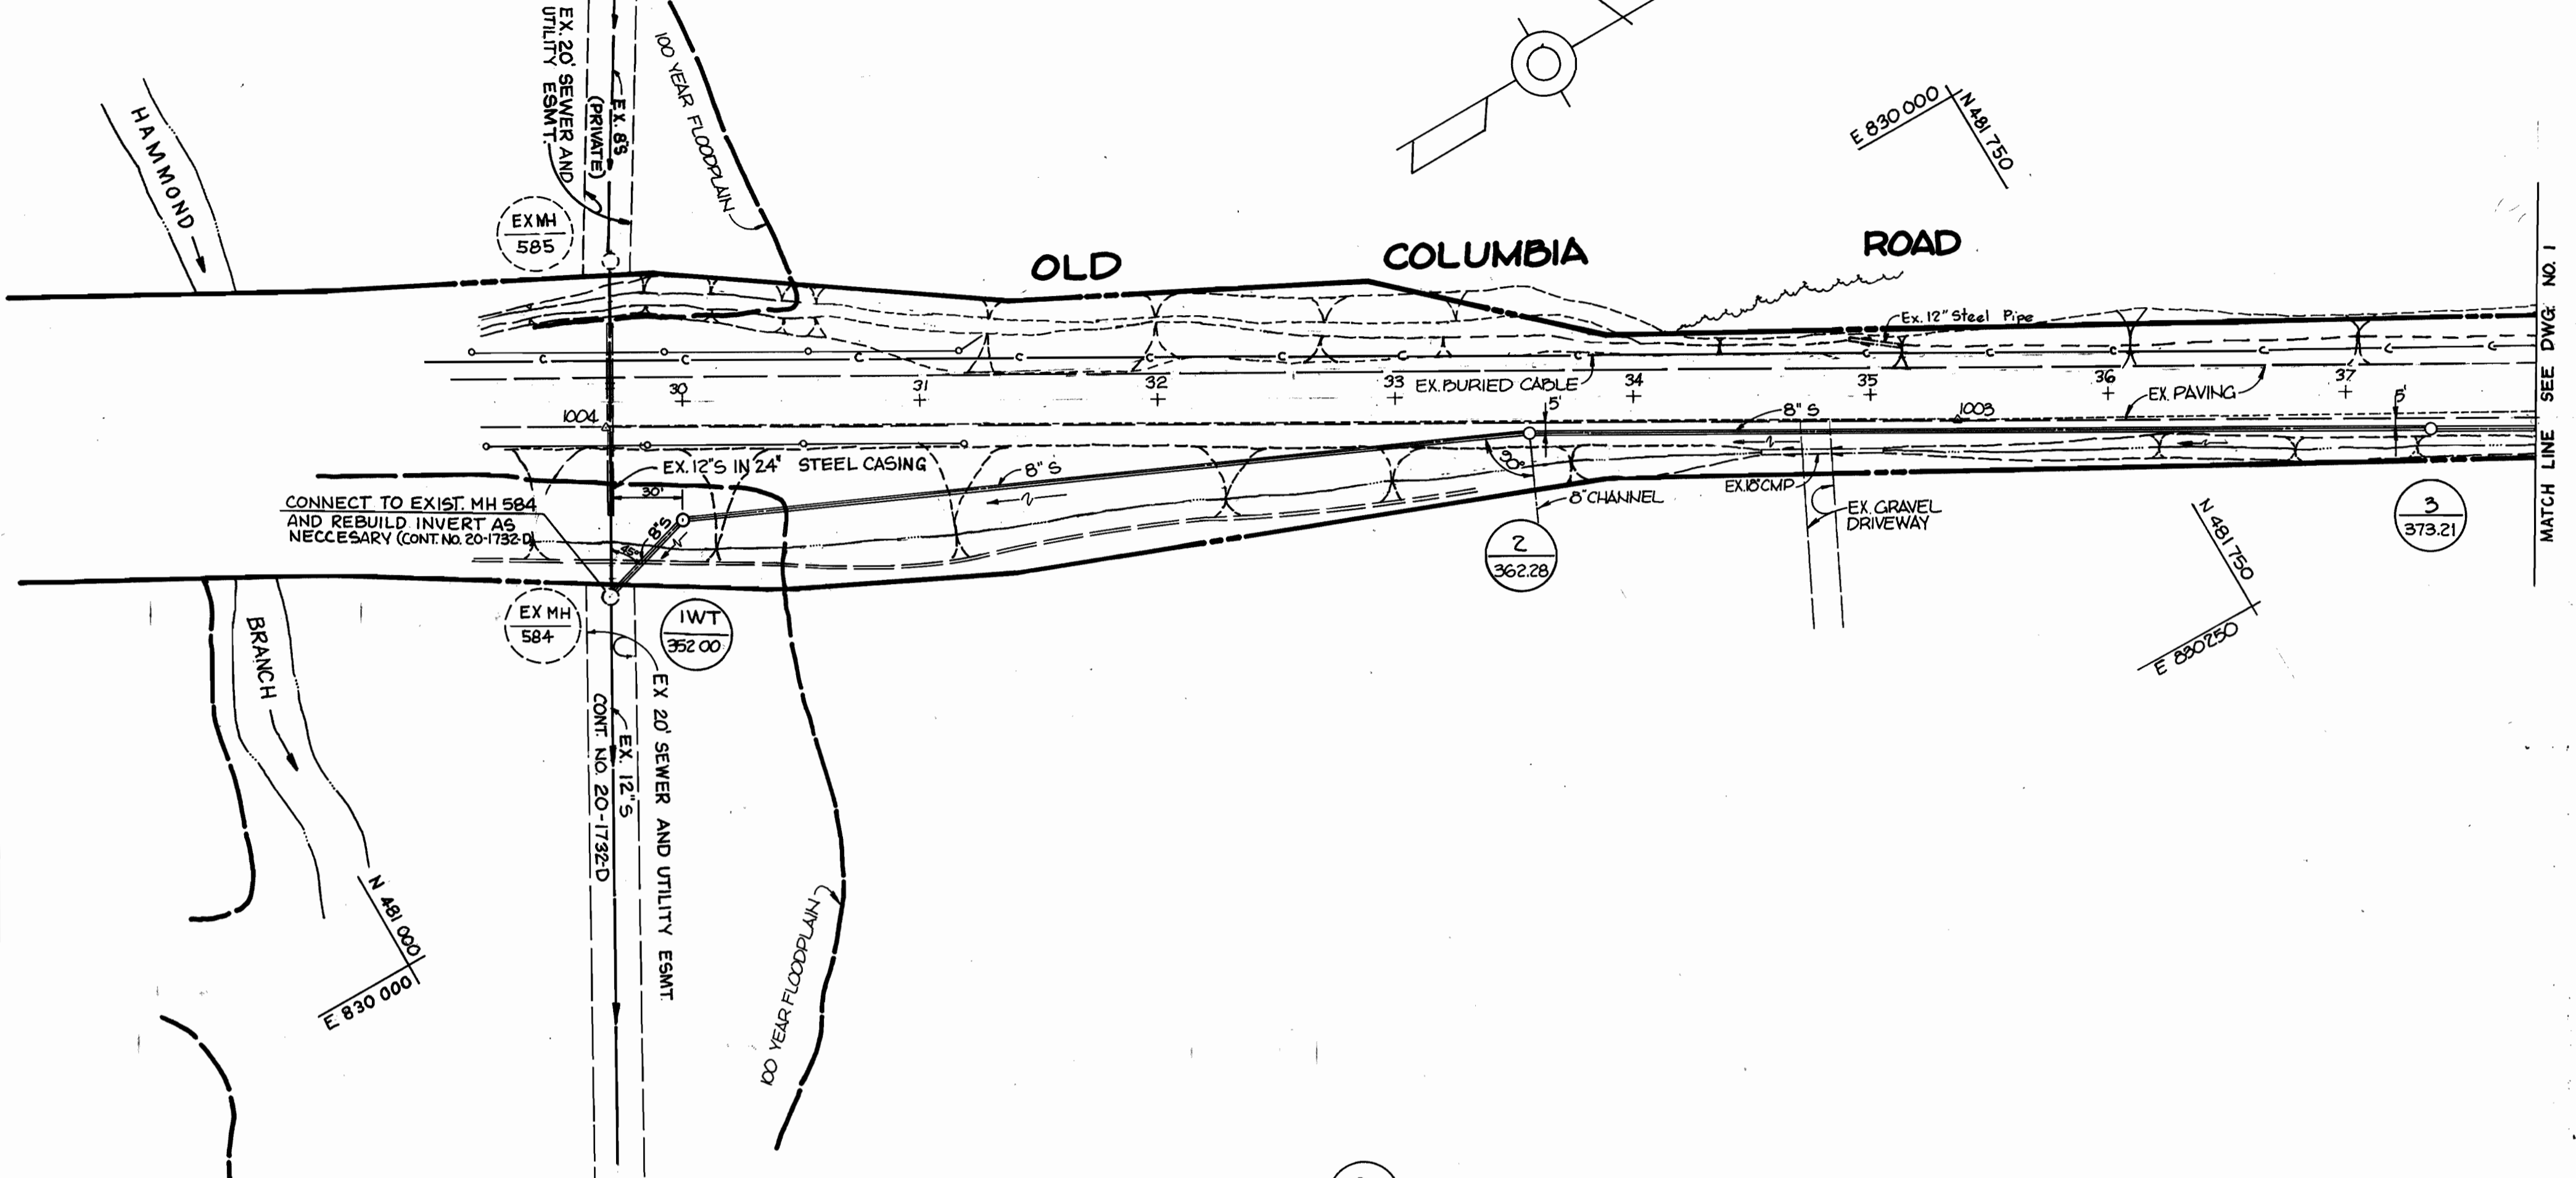 EX. 20' SEWER AND
UTILITY ESMT.
(PRIVATE)
EX. 8"S
100 YEAR FLOODPLAIN
HAMMOND
EX MH
585
E 830 000
N 481 750
OLD COLUMBIA ROAD
Ex. 12" Steel Pipe
C C C C C C C C C C C C C C
EX. BURIED CABLE
30 31 32 33 34 35 36 37
EX. PAVING
5'
5'
1004
8" S
1003
EX. 12"S IN 24" STEEL CASING
8" S
90°
30'
CONNECT TO EXIST. MH 584
AND REBUILD INVERT AS
NECCESARY (CONT. NO. 20-1732-D)
8"S
45°
8" CHANNEL
EX.18"CMP
EX. GRAVEL
DRIVEWAY
2
362.28
3
373.21
MATCH LINE SEE DWG. NO. 1
N 481 750
E 830250
EX MH
584
1WT
352.00
BRANCH
EX 20' SEWER AND UTILITY ESMT.
EX. 12"S
CONT. NO. 20-1732-D
N 481 000
E 830 000
100 YEAR FLOODPLAIN